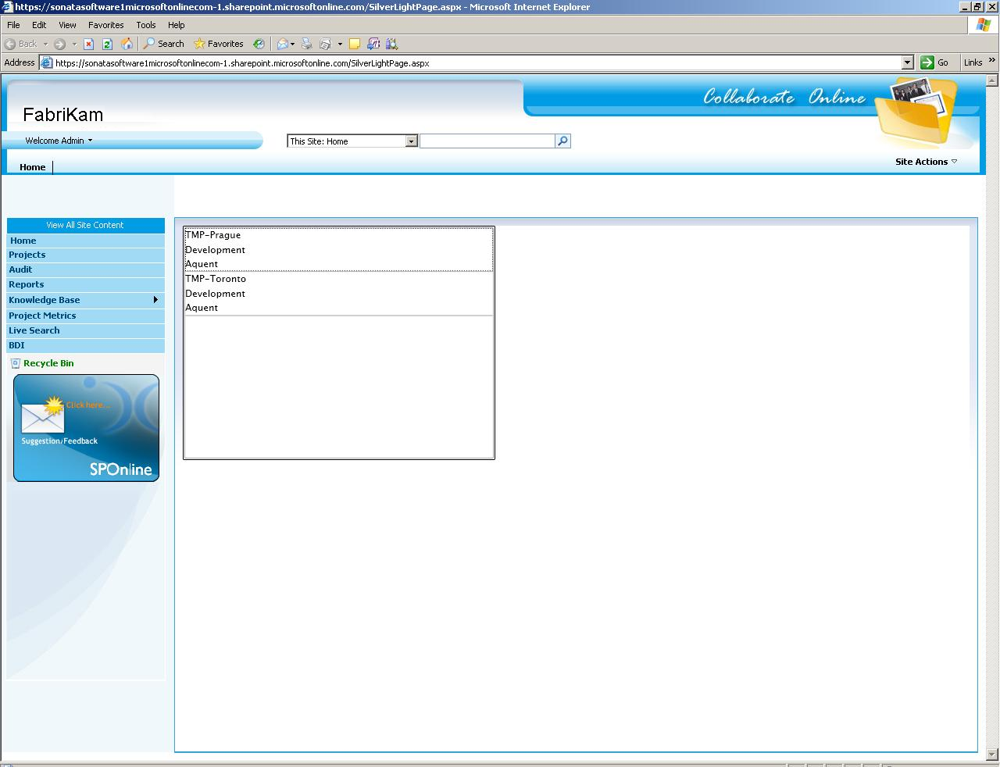 https://sonatasoftware1microsoftonlinecom-1.sharepoint.microsoftonline.com/SilverLightPage.aspx - Microsoft Internet Explorer
File Edit View Favorites Tools Help
Back Search Favorites
Address https://sonatasoftware1microsoftonlinecom-1.sharepoint.microsoftonline.com/SilverLightPage.aspx Go Links »
Collaborate Online
FabriKam
Welcome Admin
This Site: Home
Home
Site Actions
View All Site Content
Home
Projects
Audit
Reports
Knowledge Base
Project Metrics
Live Search
BDI
Recycle Bin
Click here...
Suggestion/Feedback
SPOnline
TMP-Prague
Development
Aquent
TMP-Toronto
Development
Aquent